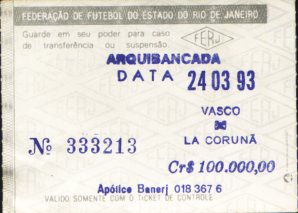 FEDERAÇÃO DE FUTEBOL DO ESTADO DO RIO DE JANEIRO
Guarde em seu poder para caso
de transferência ou suspensão.
FERJ
ARQUIBANCADA
DATA 24 03 93
VASCO
LA CORUNÃ
Nº 333213
Cr$ 100.000,00
Apólice Banerj 018 367 6
VÁLIDO SOMENTE COM O TICKET DE CONTROLE